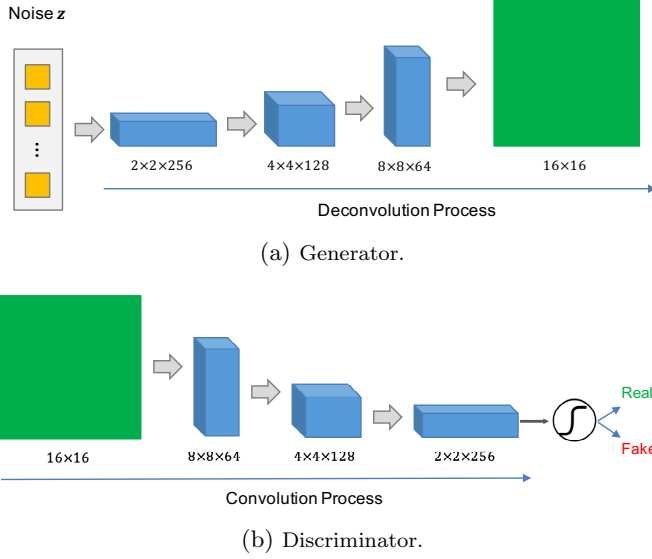 Noise z
...
2×2×256
4×4×128
8×8×64
16×16
Deconvolution Process
(a) Generator.
Real
Fake
16×16
8×8×64
4×4×128
2×2×256
Convolution Process
(b) Discriminator.